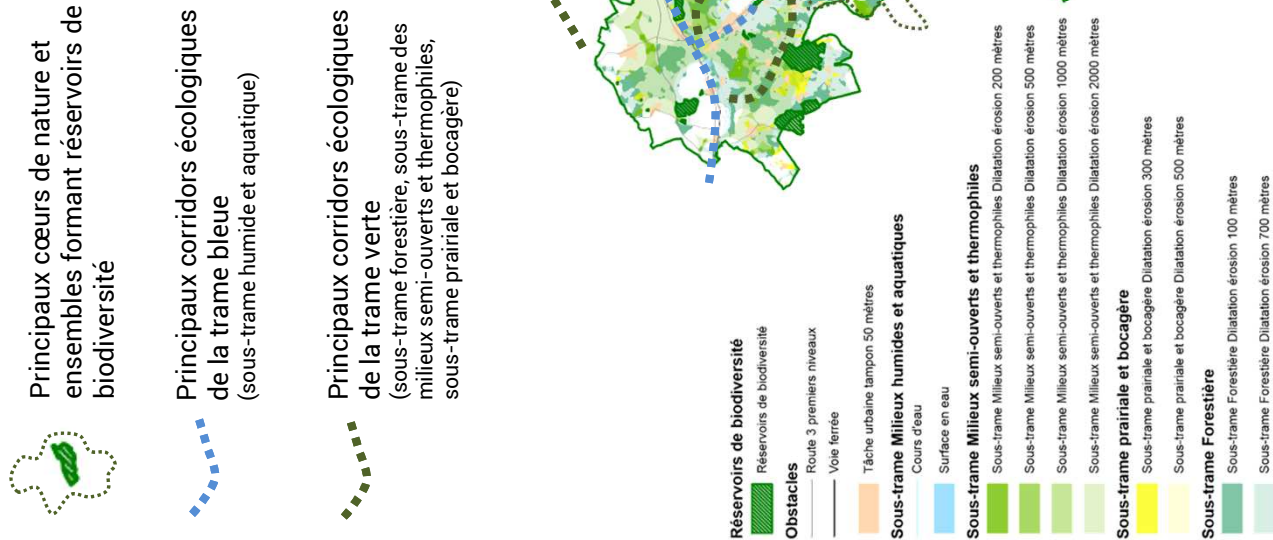 Principaux cœurs de nature et
ensembles formant réservoirs de
biodiversité
Principaux corridors écologiques
de la trame bleue
(sous-trame humide et aquatique)
Principaux corridors écologiques
de la trame verte
(sous-trame forestière, sous-trame des
milieux semi-ouverts et thermophiles,
sous-trame prairiale et bocagère)
Réservoirs de biodiversité
Réservoirs de biodiversité
Obstacles
Route 3 premiers niveaux
Voie ferrée
Tâche urbaine tampon 50 mètres
Sous-trame Milieux humides et aquatiques
Cours d'eau
Surface en eau
Sous-trame Milieux semi-ouverts et thermophiles
Sous-trame Milieux semi-ouverts et thermophiles Dilatation érosion 200 mètres
Sous-trame Milieux semi-ouverts et thermophiles Dilatation érosion 500 mètres
Sous-trame Milieux semi-ouverts et thermophiles Dilatation érosion 1000 mètres
Sous-trame Milieux semi-ouverts et thermophiles Dilatation érosion 2000 mètres
Sous-trame prairiale et bocagère
Sous-trame prairiale et bocagère Dilatation érosion 300 mètres
Sous-trame prairiale et bocagère Dilatation érosion 500 mètres
Sous-trame Forestière
Sous-trame Forestière Dilatation érosion 100 mètres
Sous-trame Forestière Dilatation érosion 700 mètres